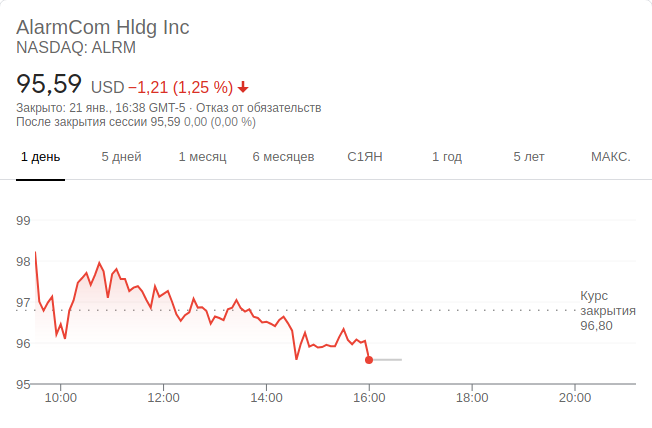 AlarmCom Hldg Inc
NASDAQ: ALRM
95,59 USD −1,21 (1,25 %)
Закрыто: 21 янв., 16:38 GMT-5 · Отказ от обязательств
После закрытия сессии 95,59 0,00 (0,00 %)
1 день 5 дней 1 месяц 6 месяцев С1ЯН 1 год 5 лет МАКС.
99
98
97
96
95
Курс
закрытия
96,80
10:00 12:00 14:00 16:00 18:00 20:00